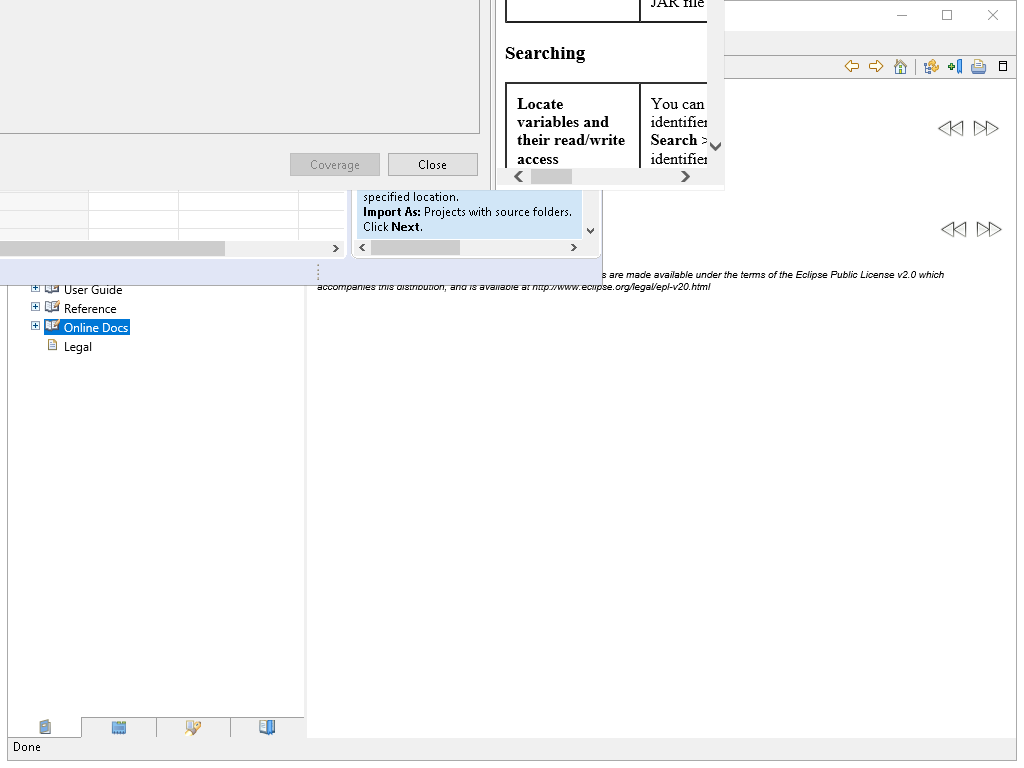 JAR file
Searching
Locate
variables and
their read/write
access
You can
identifier
Search >
identifier
Coverage
Close
specified location.
Import As: Projects with source folders.
Click Next.
s are made available under the terms of the Eclipse Public License v2.0 which
accompanies this distribution, and is available at http://www.eclipse.org/legal/epl-v20.html
User Guide
Reference
Online Docs
Legal
Done